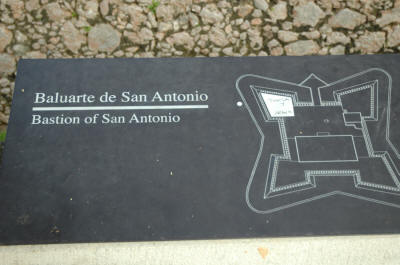 Baluarte de San Antonio
Bastion of San Antonio